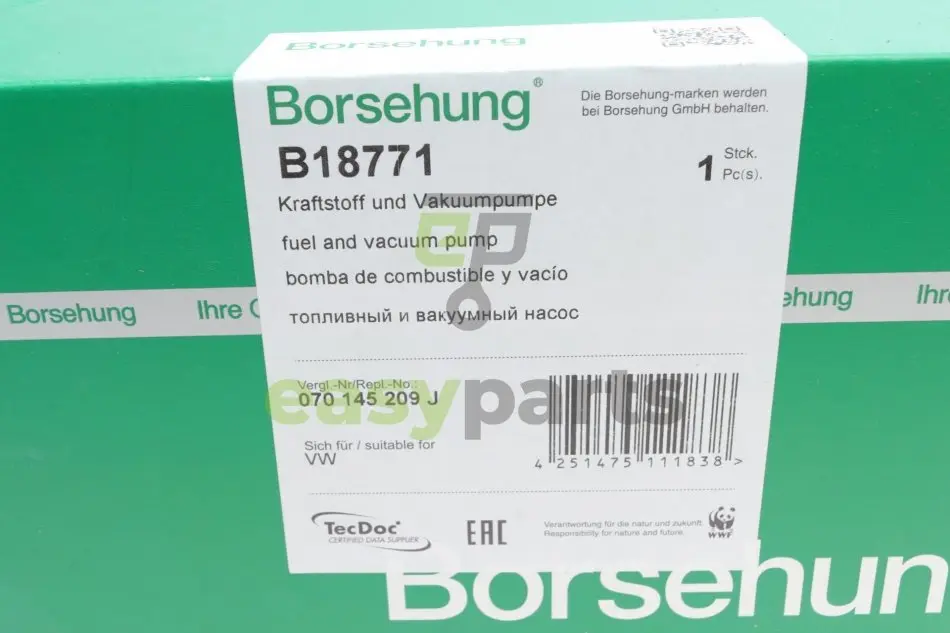 Borsehung
Borsehung®
Die Borsehung-marken werden
bei Borsehung GmbH behalten.
B18771
1 Stck.
Pc(s).
Kraftstoff und Vakuumpumpe
fuel and vacuum pump
bomba de combustible y vacío
топливный и вакуумный насос
ep
Borsehung
Ihre
ehung
Ihr
Vergl.-Nr/Repl.-No.:
070 145 209 J
easyparts
Sich für / suitable for
VW
4 251475 111838 >
TecDoc®
CERTIFIED DATA SUPPLIER
EAC
Verantwortung für die natur und zukunft.
Responsibility for nature and future.
WWF
Borsehun